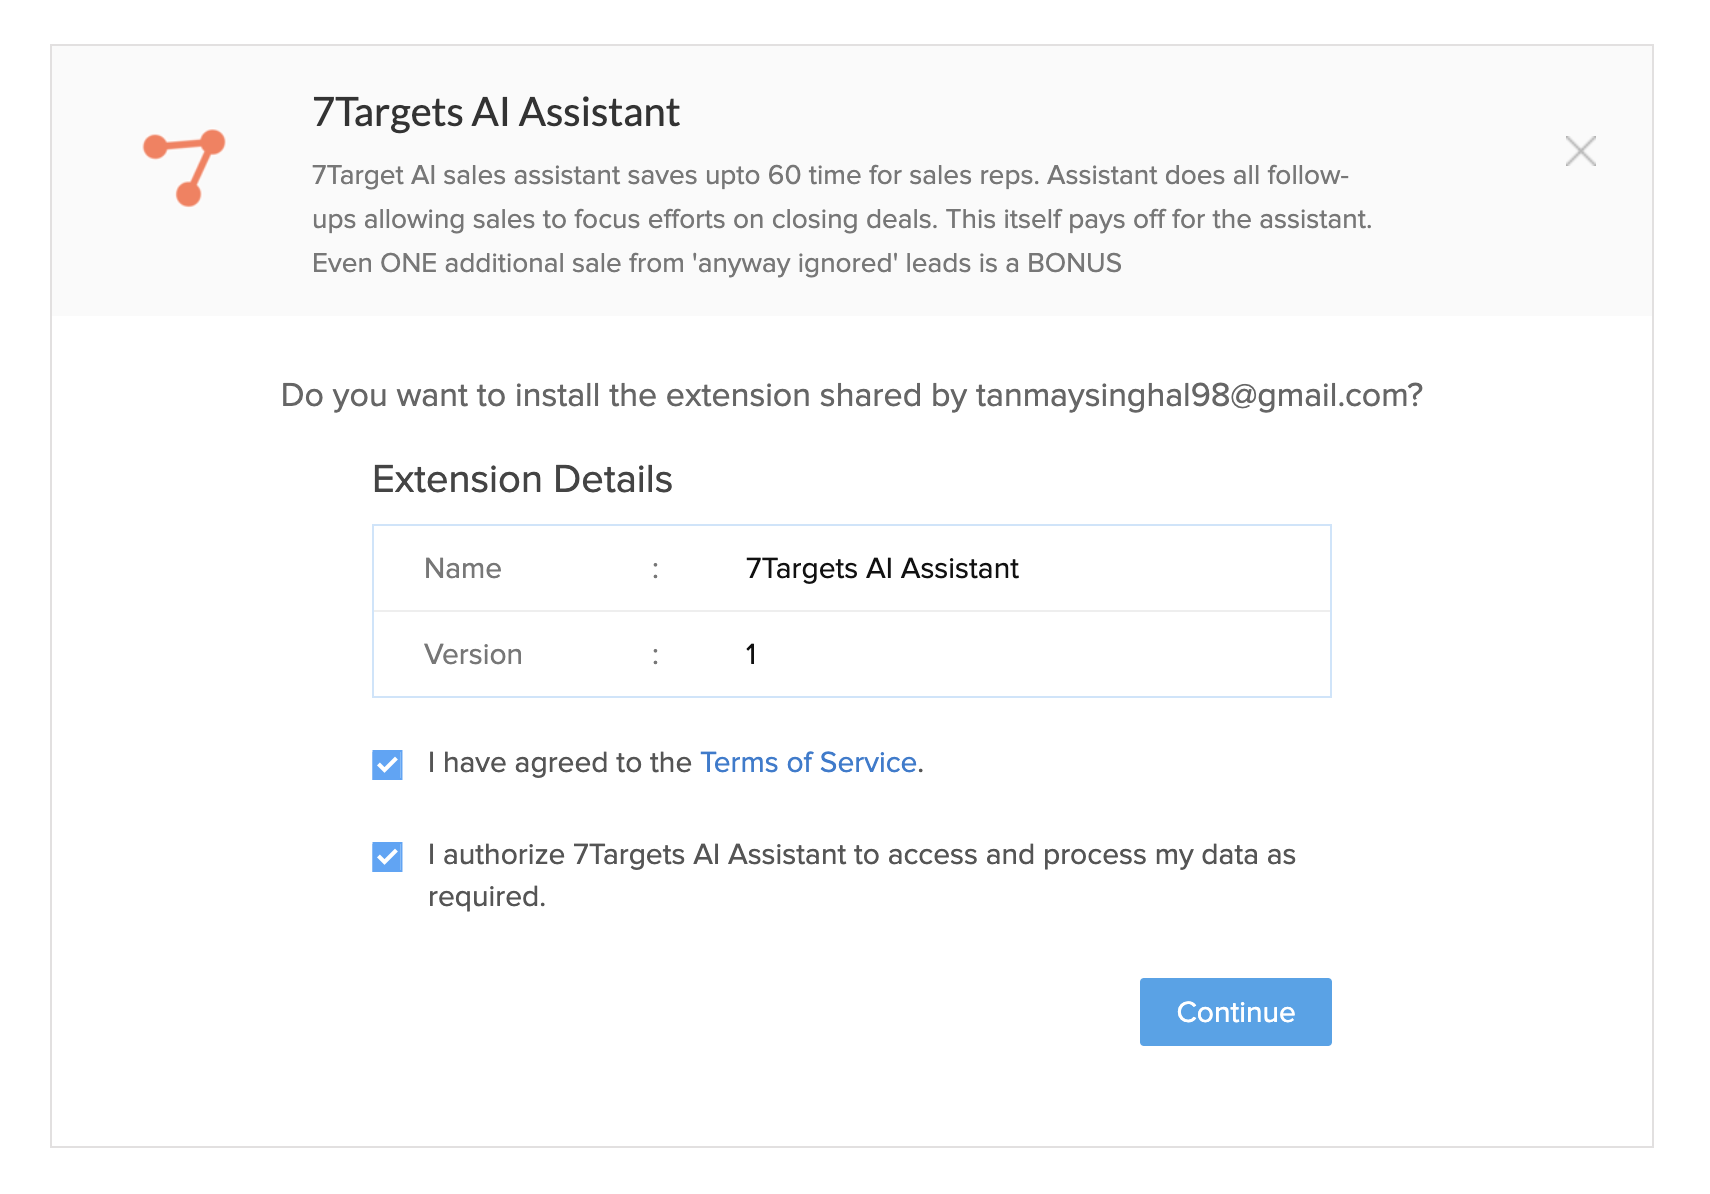 7Targets AI Assistant
7Target AI sales assistant saves upto 60 time for sales reps. Assistant does all follow-
ups allowing sales to focus efforts on closing deals. This itself pays off for the assistant.
Even ONE additional sale from 'anyway ignored' leads is a BONUS
Do you want to install the extension shared by tanmaysinghal98@gmail.com?
Extension Details
Name : 7Targets AI Assistant
Version : 1
I have agreed to the Terms of Service.
I authorize 7Targets AI Assistant to access and process my data as
required.
Continue